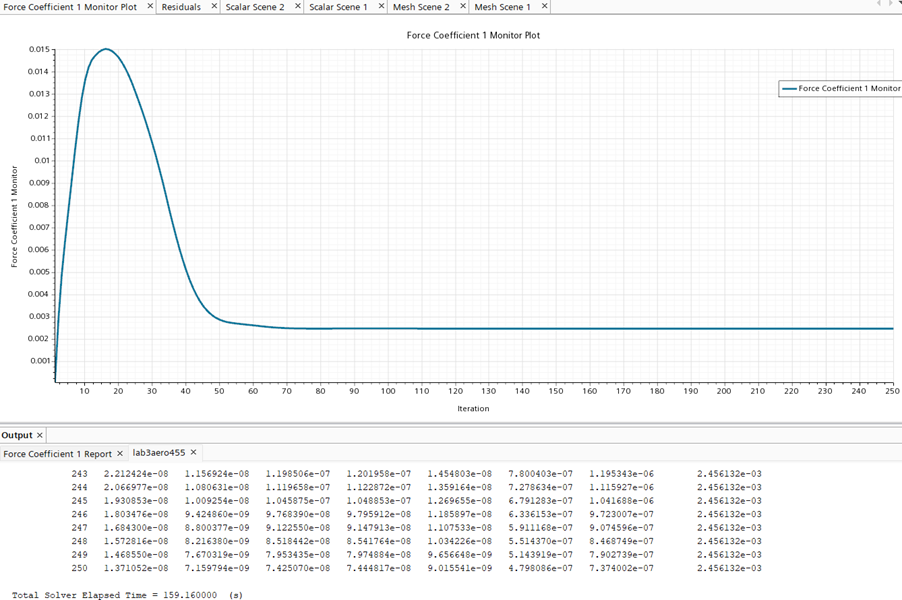 Force Coefficient 1 Monitor Plot × Residuals × Scalar Scene 2 × Scalar Scene 1 × Mesh Scene 2 × Mesh Scene 1 ×
Force Coefficient 1 Monitor Plot
0.015
0.014
0.013
0.012
0.011
0.01
0.009
0.008
0.007
0.006
0.005
0.004
0.003
0.002
0.001
Force Coefficient 1 Monitor
Force Coefficient 1 Monitor
10 20 30 40 50 60 70 80 90 100 110 120 130 140 150 160 170 180 190 200 210 220 230 240 250
Iteration
Output ×
Force Coefficient 1 Report × lab3aero455 ×
243 2.212424e-08 1.156924e-08 1.198506e-07 1.201958e-07 1.454803e-08 7.800403e-07 1.195343e-06 2.456132e-03
244 2.066977e-08 1.080631e-08 1.119658e-07 1.122872e-07 1.359164e-08 7.278634e-07 1.115927e-06 2.456132e-03
245 1.930853e-08 1.009254e-08 1.045875e-07 1.048853e-07 1.269655e-08 6.791283e-07 1.041688e-06 2.456132e-03
246 1.803476e-08 9.424860e-09 9.768390e-08 9.795912e-08 1.185897e-08 6.336153e-07 9.723007e-07 2.456132e-03
247 1.684300e-08 8.800377e-09 9.122550e-08 9.147913e-08 1.107533e-08 5.911168e-07 9.074596e-07 2.456132e-03
248 1.572816e-08 8.216380e-09 8.518442e-08 8.541764e-08 1.034226e-08 5.514370e-07 8.468749e-07 2.456132e-03
249 1.468550e-08 7.670319e-09 7.953435e-08 7.974884e-08 9.656648e-09 5.143919e-07 7.902739e-07 2.456132e-03
250 1.371052e-08 7.159794e-09 7.425070e-08 7.444817e-08 9.015541e-09 4.798086e-07 7.374002e-07 2.456132e-03
Total Solver Elapsed Time = 159.160000 (s)